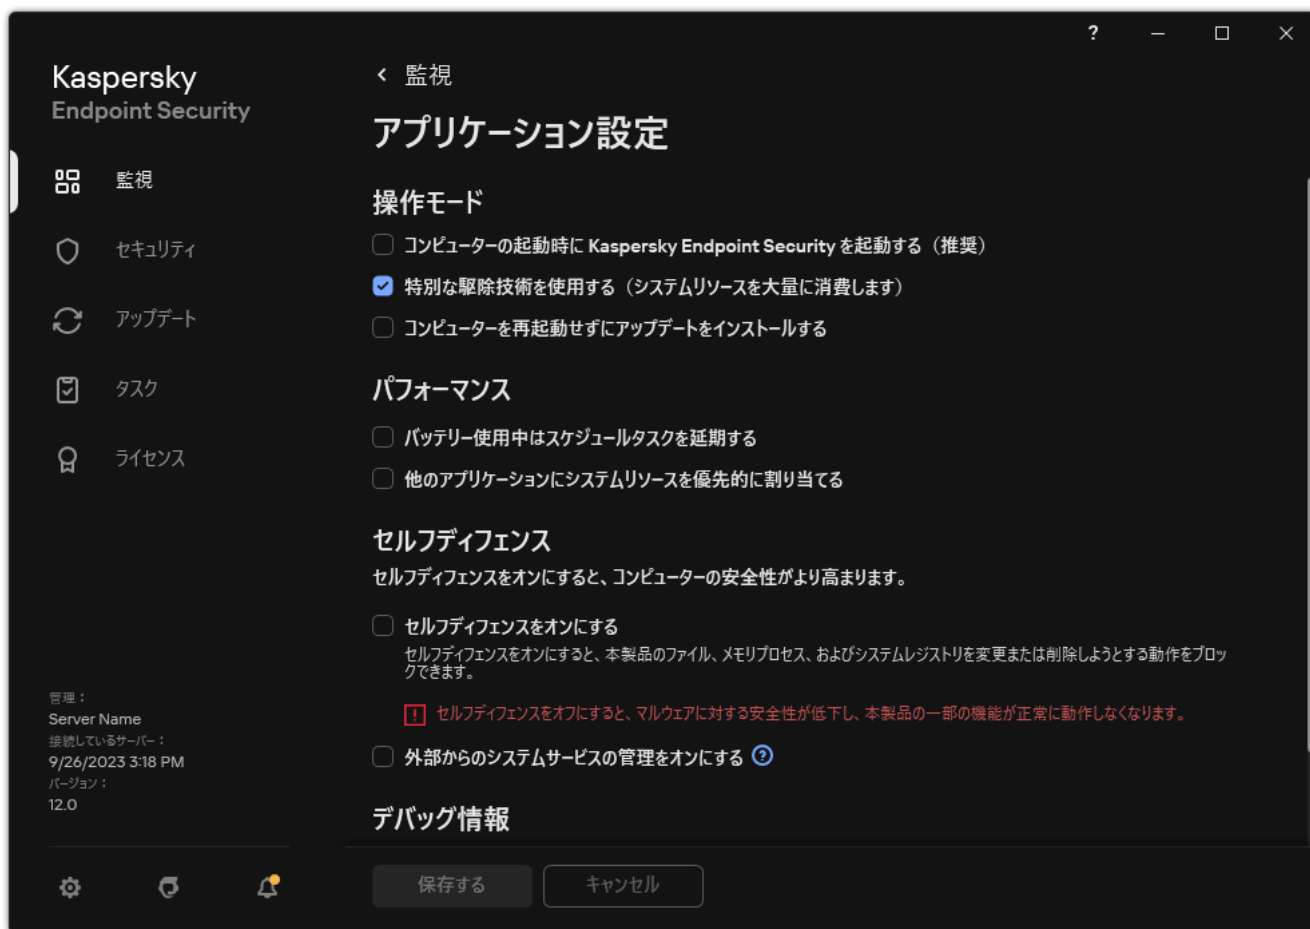 ?
Kaspersky
Endpoint Security
監視
セキュリティ
アップデート
タスク
ライセンス
管理：
Server Name
接続しているサーバー：
9/26/2023 3:18 PM
バージョン：
12.0
監視
アプリケーション設定
操作モード
コンピューターの起動時に Kaspersky Endpoint Security を起動する（推奨）
特別な駆除技術を使用する（システムリソースを大量に消費します）
コンピューターを再起動せずにアップデートをインストールする
パフォーマンス
バッテリー使用中はスケジュールタスクを延期する
他のアプリケーションにシステムリソースを優先的に割り当てる
セルフディフェンス
セルフディフェンスをオンにすると、コンピューターの安全性がより高まります。
セルフディフェンスをオンにする
セルフディフェンスをオンにすると、本製品のファイル、メモリプロセス、およびシステムレジストリを変更または削除しようとする動作をブロッ
クできます。
セルフディフェンスをオフにすると、マルウェアに対する安全性が低下し、本製品の一部の機能が正常に動作しなくなります。
外部からのシステムサービスの管理をオンにする ?
デバッグ情報
保存する
キャンセル